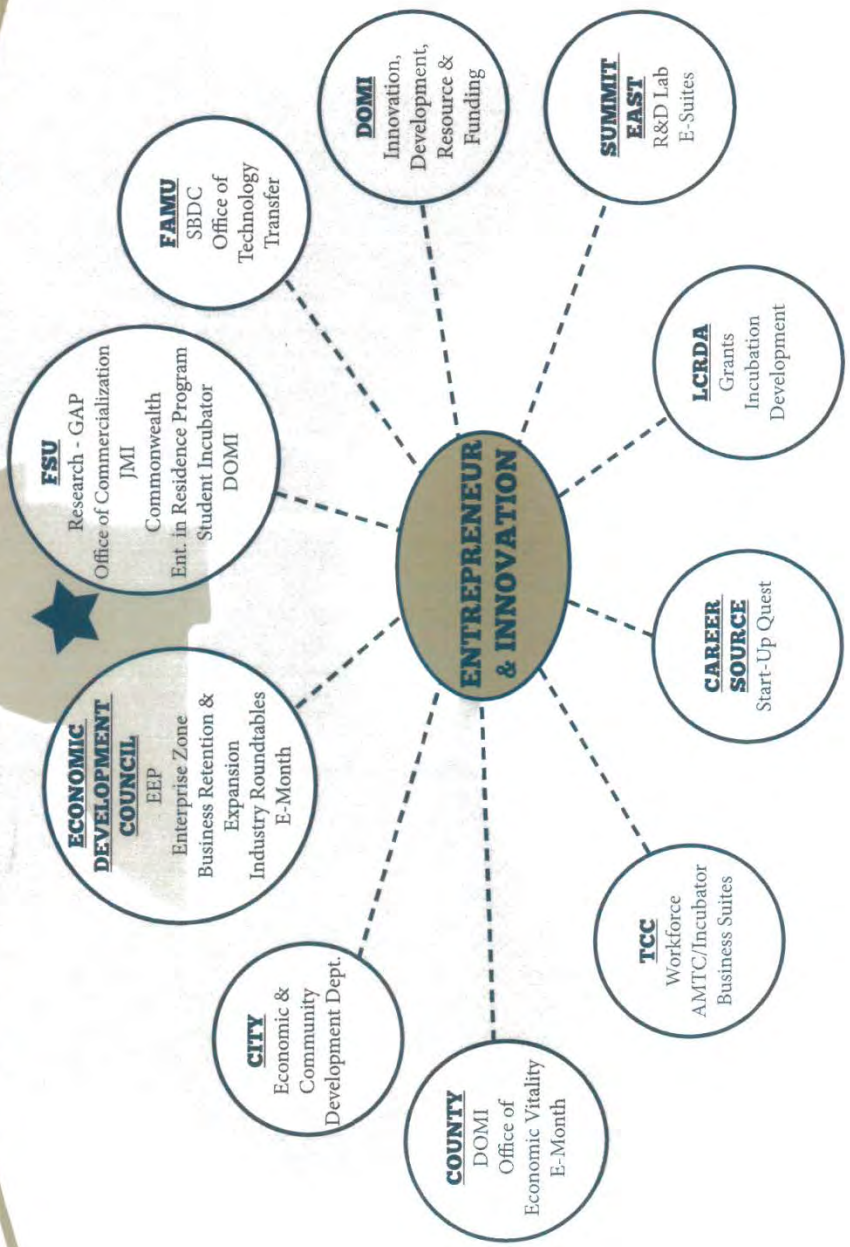 ENTREPRENEUR
& INNOVATION
COUNTY
DOMI
Office of
Economic Vitality
E-Month
CITY
Economic &
Community
Development Dept.
ECONOMIC
DEVELOPMENT
COUNCIL
EEP
Enterprise Zone
Business Retention &
Expansion
Industry Roundtables
E-Month
FSU
Research - GAP
Office of Commercialization
JMI
Commonwealth
Ent. in Residence Program
Student Incubator
DOMI
FAMU
SBDC
Office of
Technology
Transfer
DOMI
Innovation,
Development,
Resource &
Funding
SUMMIT
EAST
R&D Lab
E-Suites
LCRDA
Grants
Incubation
Development
CAREER
SOURCE
Start-Up Quest
TCC
Workforce
AMTC/Incubator
Business Suites